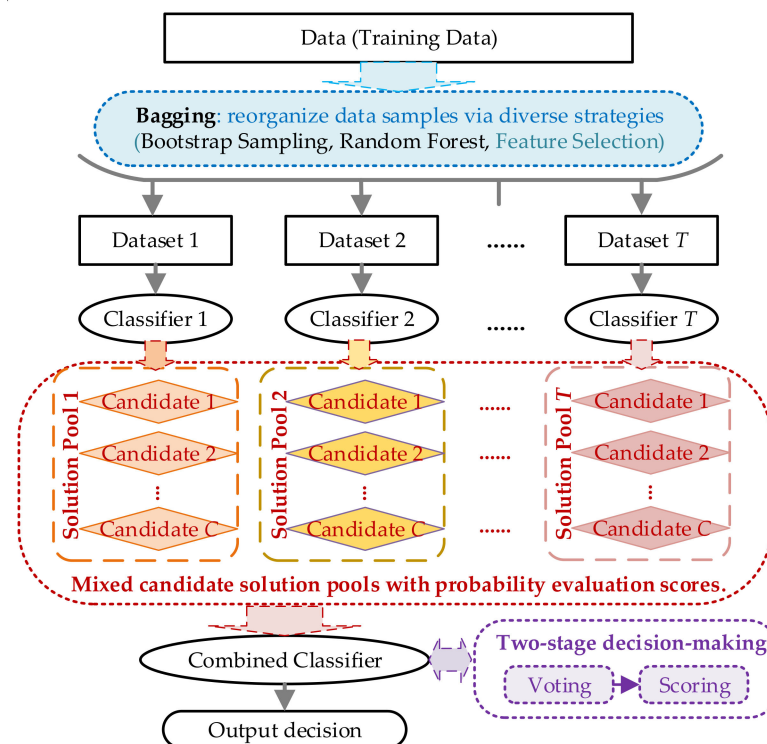 Data (Training Data)
Bagging: reorganize data samples via diverse strategies
(Bootstrap Sampling, Random Forest, Feature Selection)
Dataset 1
Dataset 2
......
Dataset T
Classifier 1
Classifier 2
......
Classifier T
Solution Pool 1
Candidate 1
Candidate 2
...
Candidate C
Solution Pool 2
Candidate 1
Candidate 2
...
Candidate C
......
......
......
Solution Pool T
Candidate 1
Candidate 2
...
Candidate C
Mixed candidate solution pools with probability evaluation scores.
Combined Classifier
Two-stage decision-making
Voting
Scoring
Output decision